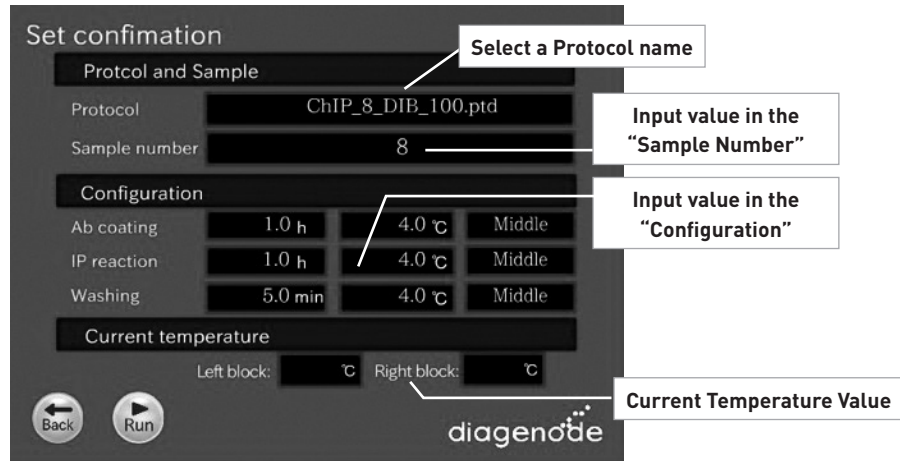 Set confimation
Select a Protocol name
Protcol and Sample
Protocol ChIP_8_DIB_100.ptd
Input value in the
“Sample Number”
Sample number 8
Configuration
Input value in the
“Configuration”
Ab coating 1.0 h 4.0 ℃ Middle
IP reaction 1.0 h 4.0 ℃ Middle
Washing 5.0 min 4.0 ℃ Middle
Current temperature
Left block: ℃ Right block: ℃
Current Temperature Value
Back Run
diagenode